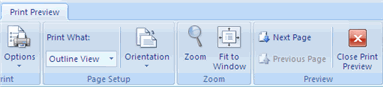 Print Preview
Options
Print What:
Outline View
Orientation
Page Setup
Zoom
Fit to
Window
Zoom
Next Page
Previous Page
Close Print
Preview
Preview
rint